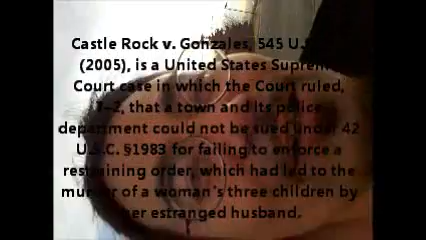 Castle Rock v. Gonzales, 545 U.S.
(2005), is a United States Supreme
Court case in which the Court ruled,
7–2, that a town and its police
department could not be sued under 42
U.S.C. §1983 for failing to enforce a
restraining order, which had led to the
murder of a woman's three children by
her estranged husband.